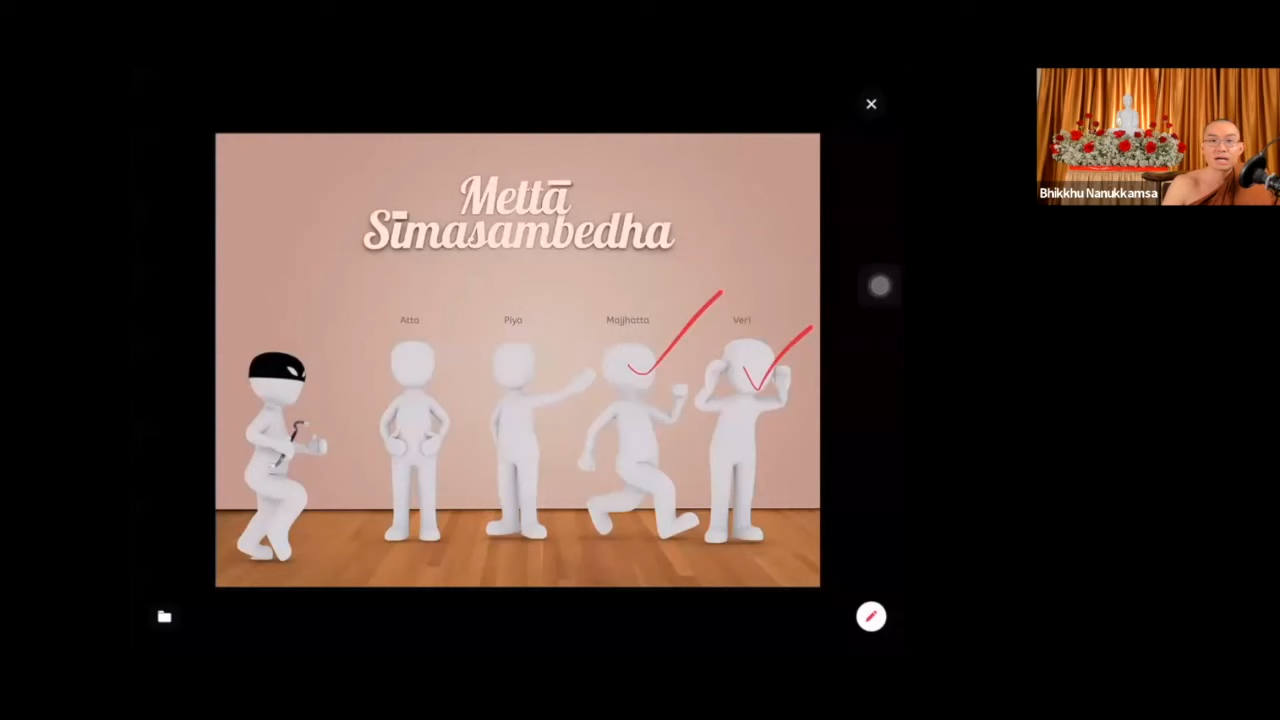 Mettā
Sīmasambedha
Atta
Piya
Majjhatta
Veri
Bhikkhu Nanukkamsa